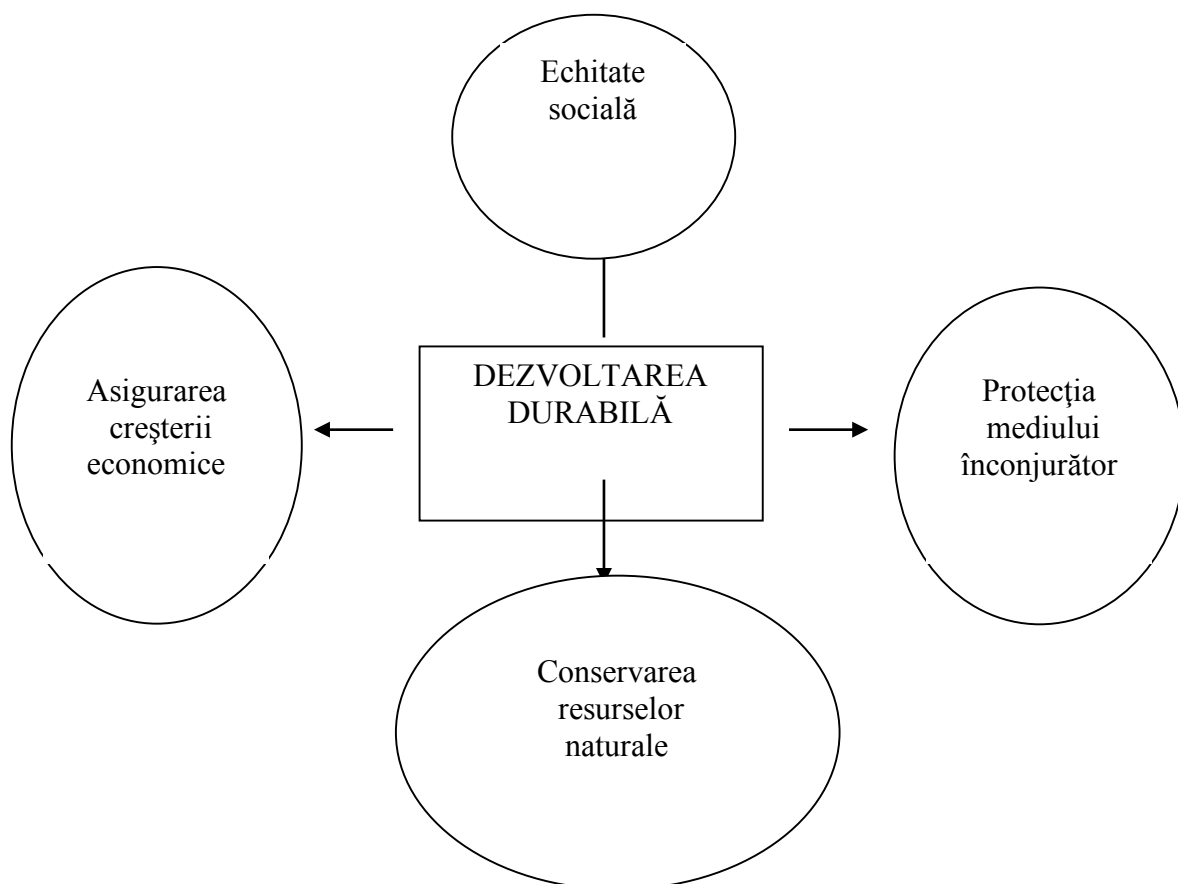 Echitate
socială
DEZVOLTAREA
DURABILĂ
Asigurarea
creşterii
economice
Protecţia
mediului
înconjurător
Conservarea
resurselor
naturale